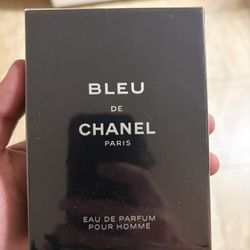 BLEU
DE
CHANEL
PARIS
EAU DE PARFUM
POUR HOMME